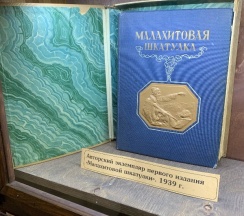 МАЛАХИТОВАЯ
ШКАТУЛКА
Авторский экземпляр первого издания
«Малахитовой шкатулки». 1939 г.